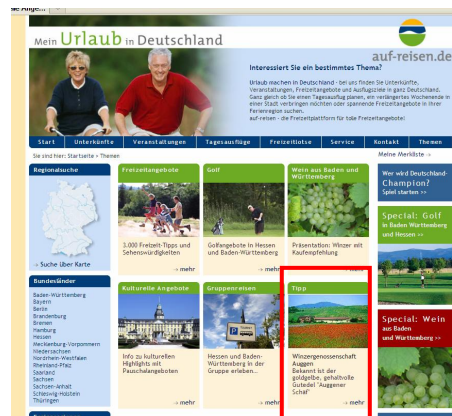 Mein Urlaub in Deutschland
auf-reisen.de
Interessiert Sie ein bestimmtes Thema?
Urlaub machen in Deutschland - bei uns finden Sie Unterkünfte,
Veranstaltungen, Freizeitangebote und Ausflugsziele in ganz Deutschland.
Ganz gleich ob Sie einen Tagesausflug planen, ein verlängertes Wochenende in
einer Stadt verbringen möchten oder spannende Freizeitangebote in Ihrer
Ferienregion suchen.
auf-reisen - die Freizeitplattform für tolle Freizeitangebote!
Start Unterkünfte Veranstaltungen Tagesausflüge Freizeitlotse Service Kontakt Themen
Sie sind hier: Startseite » Themen
Meine Merkliste
Regionalsuche
Suche über Karte
Bundesländer
Baden-Württemberg
Bayern
Berlin
Brandenburg
Bremen
Hamburg
Hessen
Mecklenburg-Vorpommern
Niedersachsen
Nordrhein-Westfalen
Rheinland-Pfalz
Saarland
Sachsen
Sachsen-Anhalt
Schleswig-Holstein
Thüringen
Freizeitangebote
3.000 Freizeit-Tipps und
Sehenswürdigkeiten
mehr
Golf
Golfangebote in Hessen
und Baden-Württemberg
mehr
Wein aus Baden und
Württemberg
Präsentation: Winzer mit
Kaufempfehlung
mehr
Kulturelle Angebote
Info zu kulturellen
Highlights mit
Pauschalangeboten
mehr
Gruppenreisen
Hessen und Baden-
Württemberg in der
Gruppe erleben...
mehr
Tipp
Winzergenossenschaft
Auggen
Bekannt ist der
goldgelbe, gehaltvolle
Gutedel "Auggener
Schäf"
mehr
Wer wird Deutschland-
Champion?
Spiel starten >>
Special: Golf
in Baden Württemberg
und Hessen >>
Special: Wein
aus Baden
und Württemberg >>